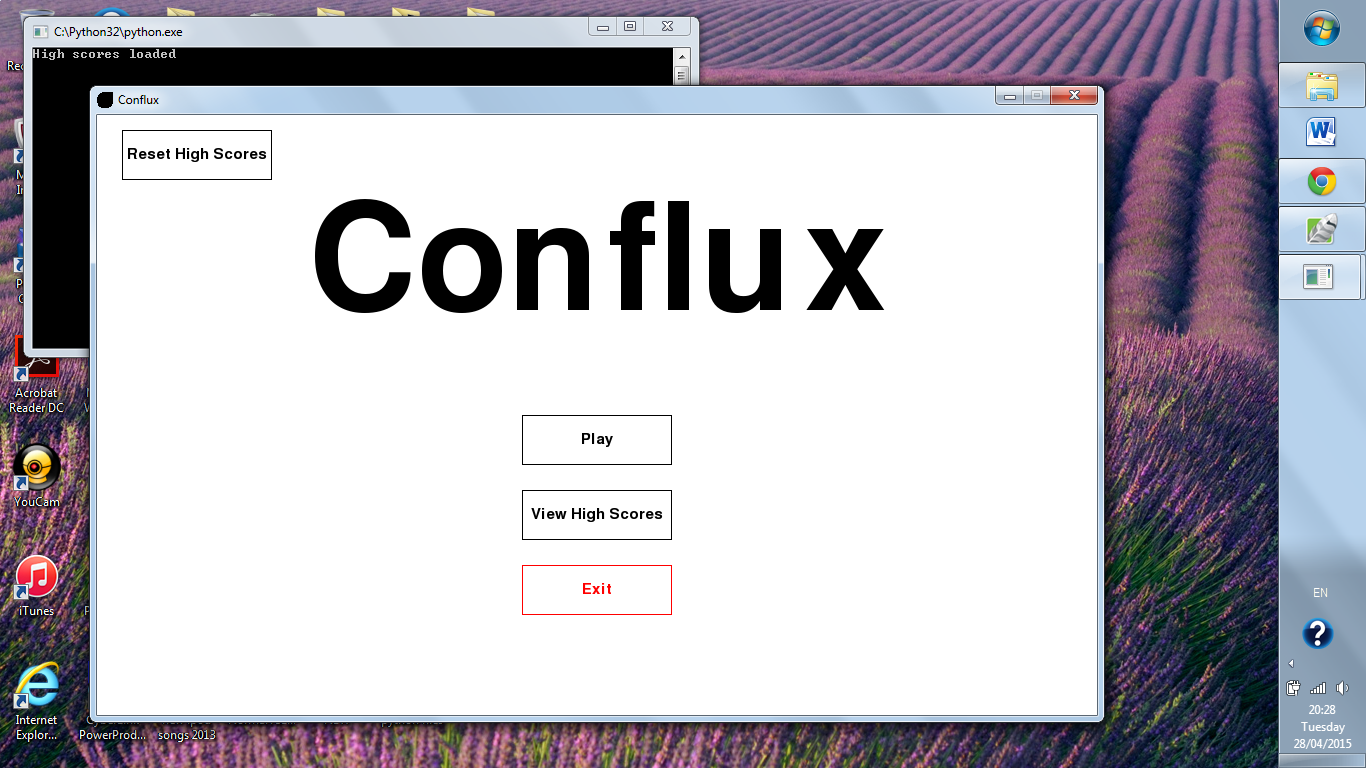 C:\Python32\python.exe
High scores loaded
Conflux
Reset High Scores
Conflux
Play
View High Scores
Exit
Acrobat
Reader DC
YouCam
iTunes
Internet
Explor...
PowerProd...
songs 2013
EN
20:28
Tuesday
28/04/2015